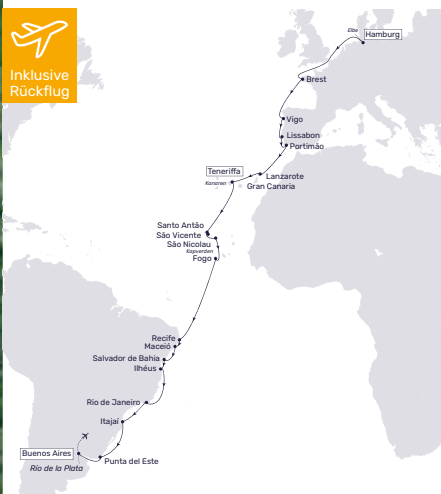 Inklusive
Rückflug
Elbe
Hamburg
Brest
Vigo
Lissabon
Portimão
Teneriffa
Lanzarote
Kanaren
Gran Canaria
Santo Antão
São Vicente
São Nicolau
Kapverden
Fogo
Recife
Maceió
Salvador de Bahia
Ilhéus
Rio de Janeiro
Itajaí
Buenos Aires
Punta del Este
Río de la Plata